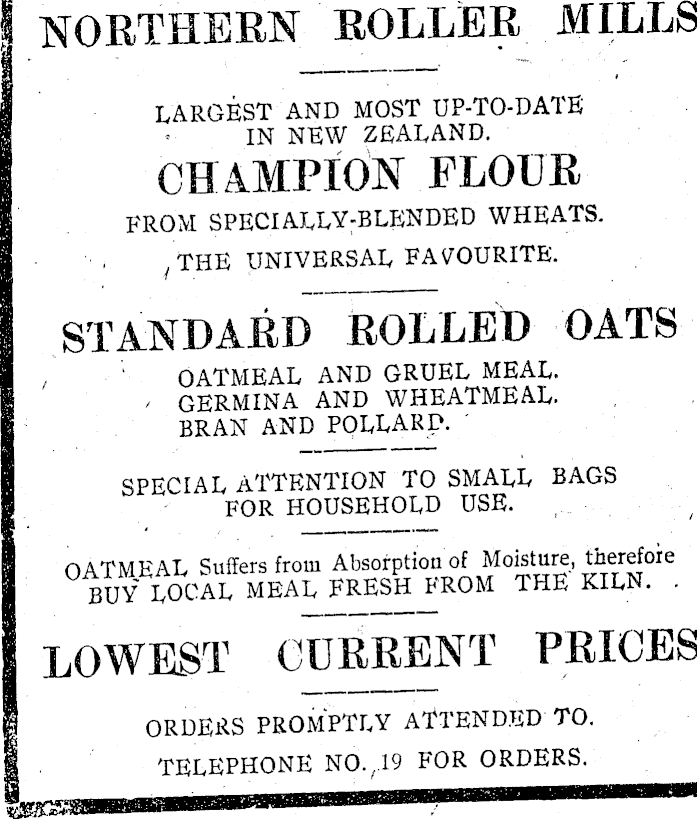 NORTHERN ROLLER MILLS
LARGEST AND MOST UP-TO-DATE
IN NEW ZEALAND.
CHAMPION FLOUR
FROM SPECIALLY-BLENDED WHEATS.
THE UNIVERSAL FAVOURITE.
STANDARD ROLLED OATS
OATMEAL AND GRUEL MEAL.
GERMINA AND WHEATMEAL.
BRAN AND POLLARD.
SPECIAL ATTENTION TO SMALL BAGS
FOR HOUSEHOLD USE.
OATMEAL Suffers from Absorption of Moisture, therefore
BUY LOCAL MEAL FRESH FROM THE KILN.
LOWEST CURRENT PRICES
ORDERS PROMPTLY ATTENDED TO.
TELEPHONE NO. 19 FOR ORDERS.